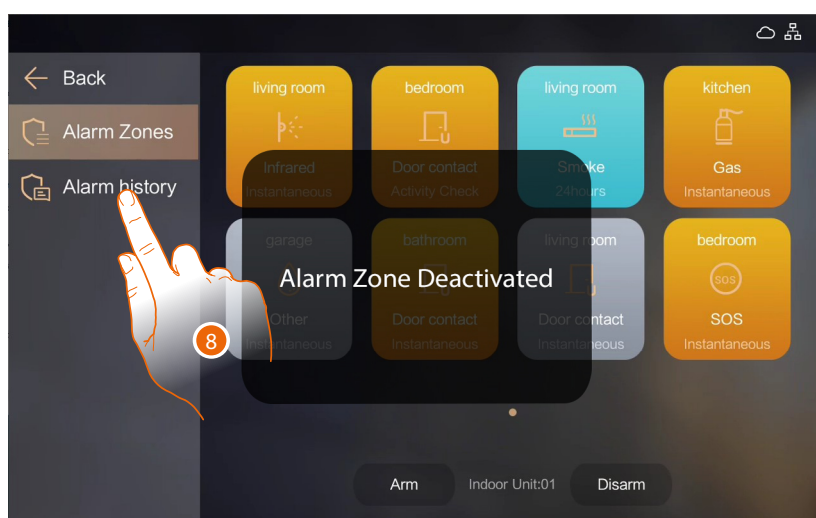 Back
Alarm Zones
Alarm history
living room
Infrared
Instantaneous
bedroom
Door contact
Activity Check
living room
Smoke
24hours
kitchen
Gas
Instantaneous
garage
Other
Instantaneous
bathroom
Door contact
Instantaneous
living room
Door contact
Instantaneous
bedroom
SOS
SOS
Instantaneous
Alarm Zone Deactivated
8
Arm
Indoor Unit:01
Disarm